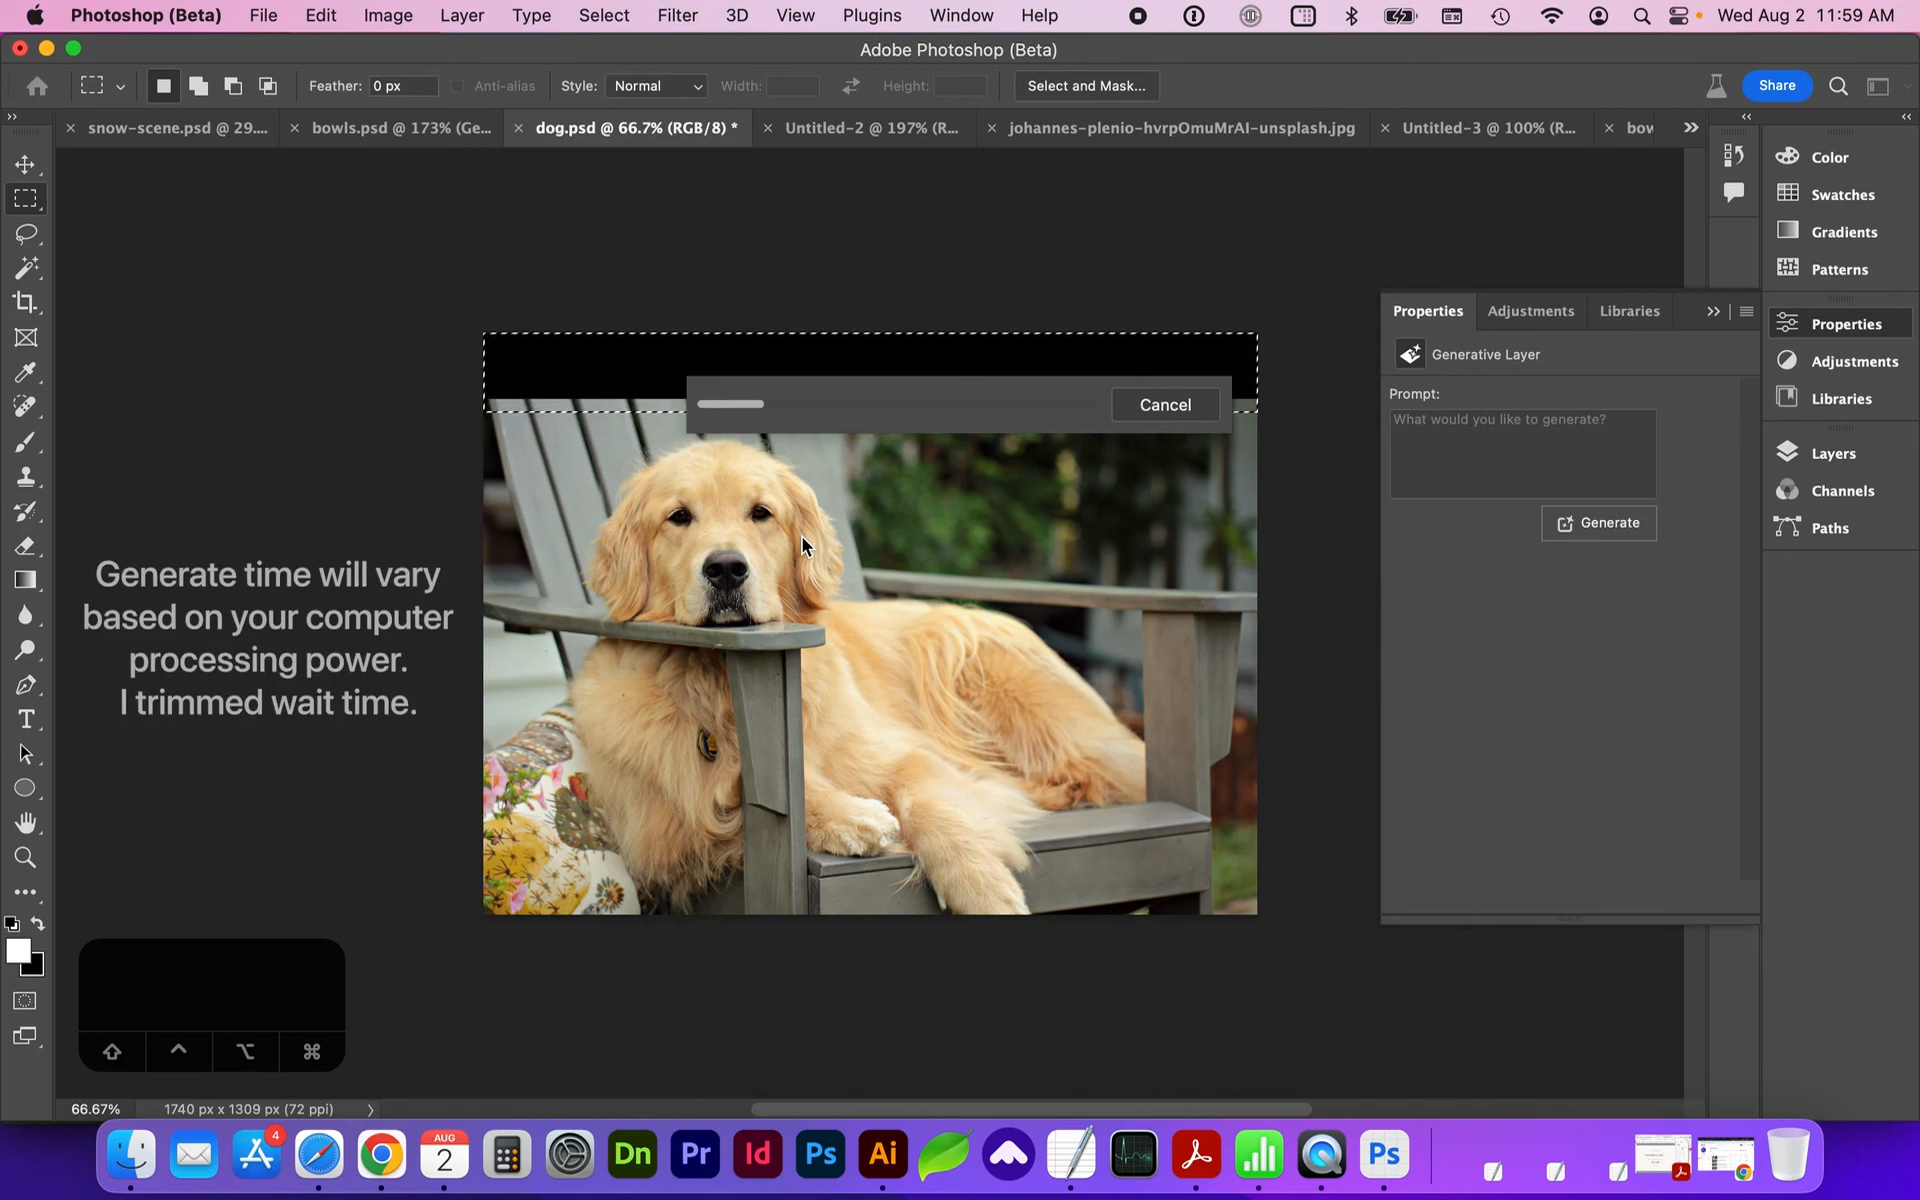 Photoshop (Beta) File Edit Image Layer Type Select Filter 3D View Plugins Window Help Wed Aug 2 11:59 AM
Adobe Photoshop (Beta)
Feather: 0 px Anti-alias Style: Normal Width: Height: Select and Mask... Share
snow-scene.psd @ 29.... bowls.psd @ 173% (Ge... dog.psd @ 66.7% (RGB/8) * Untitled-2 @ 197% (R... johannes-plenio-hvrpOmuMrAI-unsplash.jpg Untitled-3 @ 100% (R... bow
Color
Swatches
Gradients
Patterns
Properties Adjustments Libraries
Properties
Generative Layer
Adjustments
Prompt:
Libraries
Cancel
What would you like to generate?
Layers
Channels
Generate
Paths
Generate time will vary
based on your computer
processing power.
I trimmed wait time.
66.67% 1740 px x 1309 px (72 ppi)
4
AUG
2
Dn Pr Id Ps Ai Ps